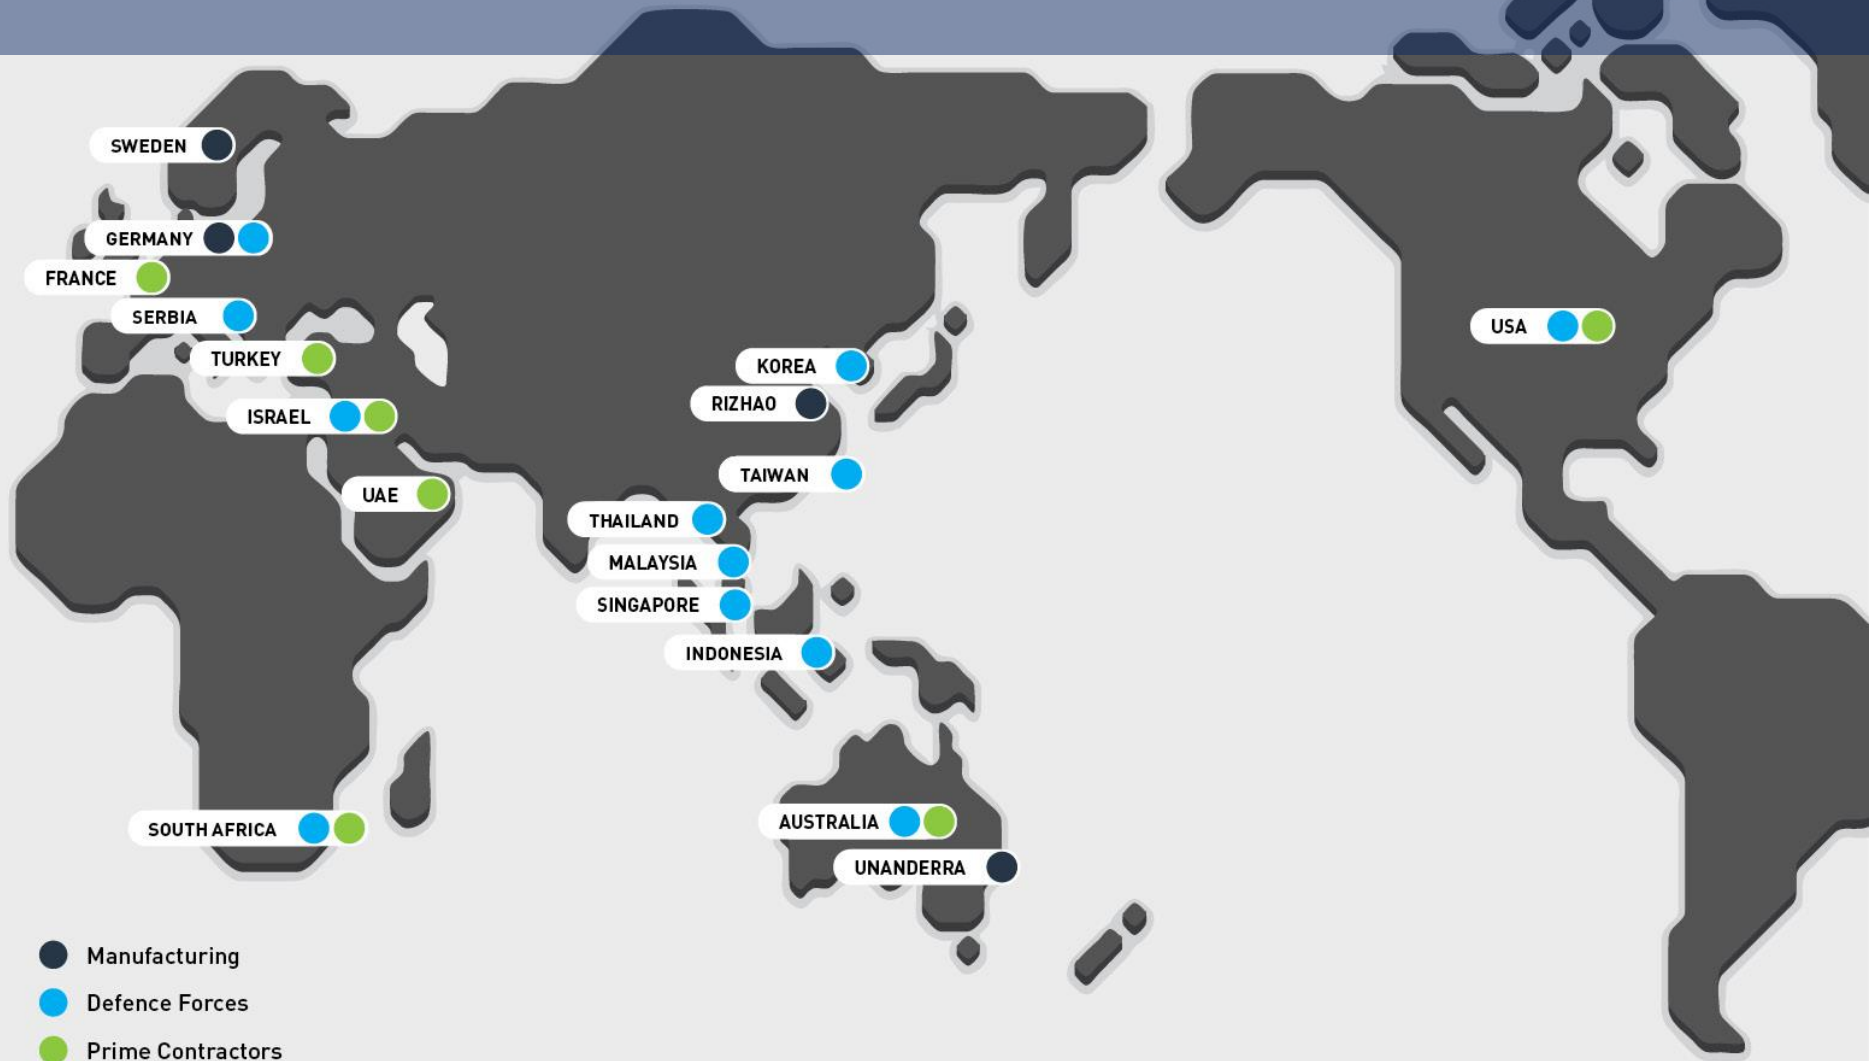 SWEDEN
GERMANY
FRANCE
SERBIA
TURKEY
ISRAEL
UAE
KOREA
RIZHAO
TAIWAN
THAILAND
MALAYSIA
SINGAPORE
INDONESIA
USA
SOUTH AFRICA
AUSTRALIA
UNANDERRA
Manufacturing
Defence Forces
Prime Contractors